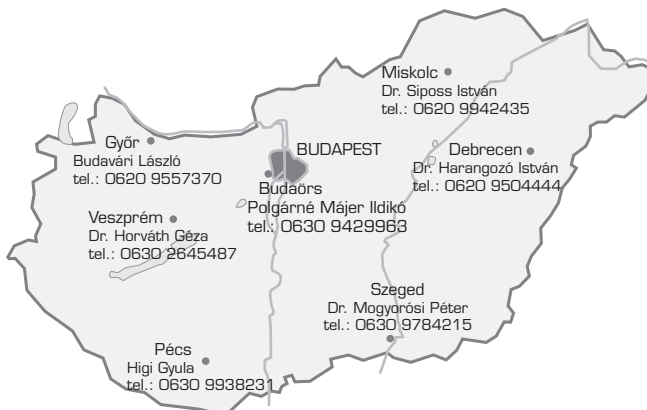 Miskolc
Dr. Siposs István
tel.: 0620 9942435
Győr
Budavári László
tel.: 0620 9557370
BUDAPEST
Debrecen
Dr. Harangozó István
tel.: 0620 9504444
Budaörs
Polgárné Májer Ildikó
tel.: 0630 9429963
Veszprém
Dr. Horváth Géza
tel.: 0630 2645487
Szeged
Dr. Mogyorósi Péter
tel.: 0630 9784215
Pécs
Higi Gyula
tel.: 0630 9938231